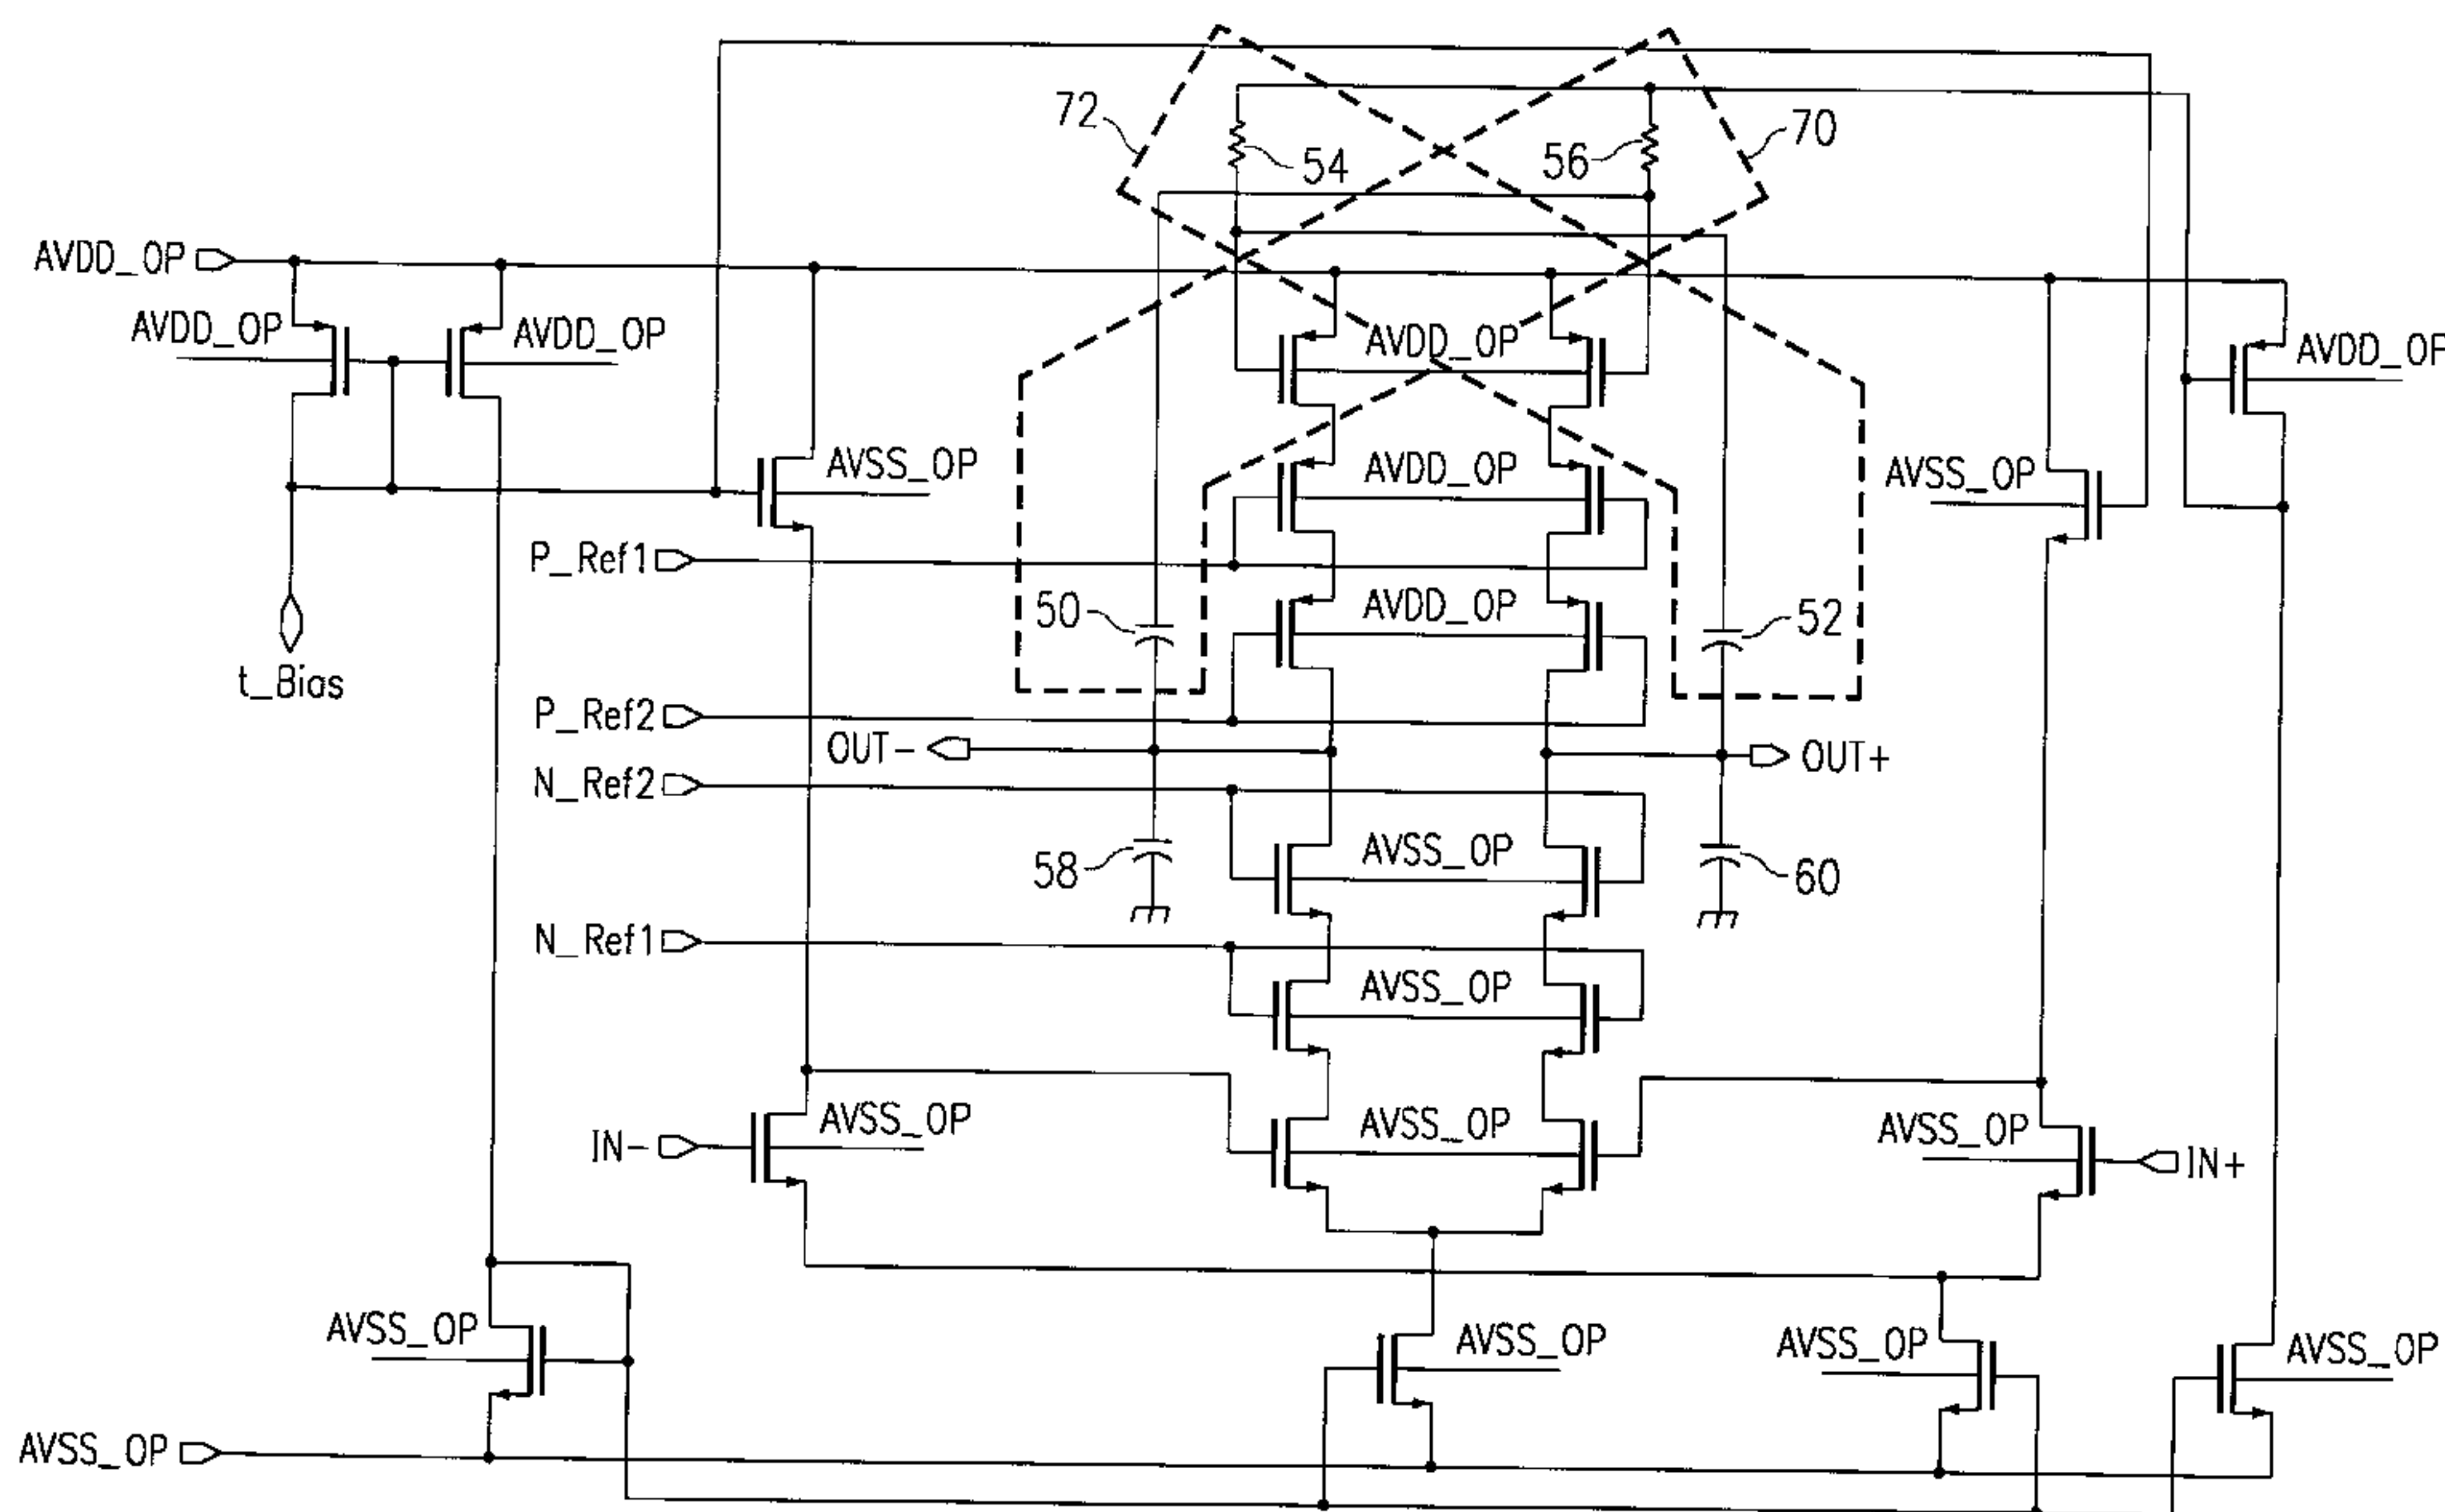 72
54
56
70
AVDD_OP
AVDD_OP
AVDD_OP
AVDD_OP
AVDD_OP
AVSS_OP
AVDD_OP
AVSS_OP
P_Ref1
50
AVDD_OP
52
t_Bias
P_Ref2
OUT-
OUT+
N_Ref2
58
AVSS_OP
60
N_Ref1
AVSS_OP
IN-
AVSS_OP
AVSS_OP
AVSS_OP
IN+
AVSS_OP
AVSS_OP
AVSS_OP
AVSS_OP
AVSS_OP